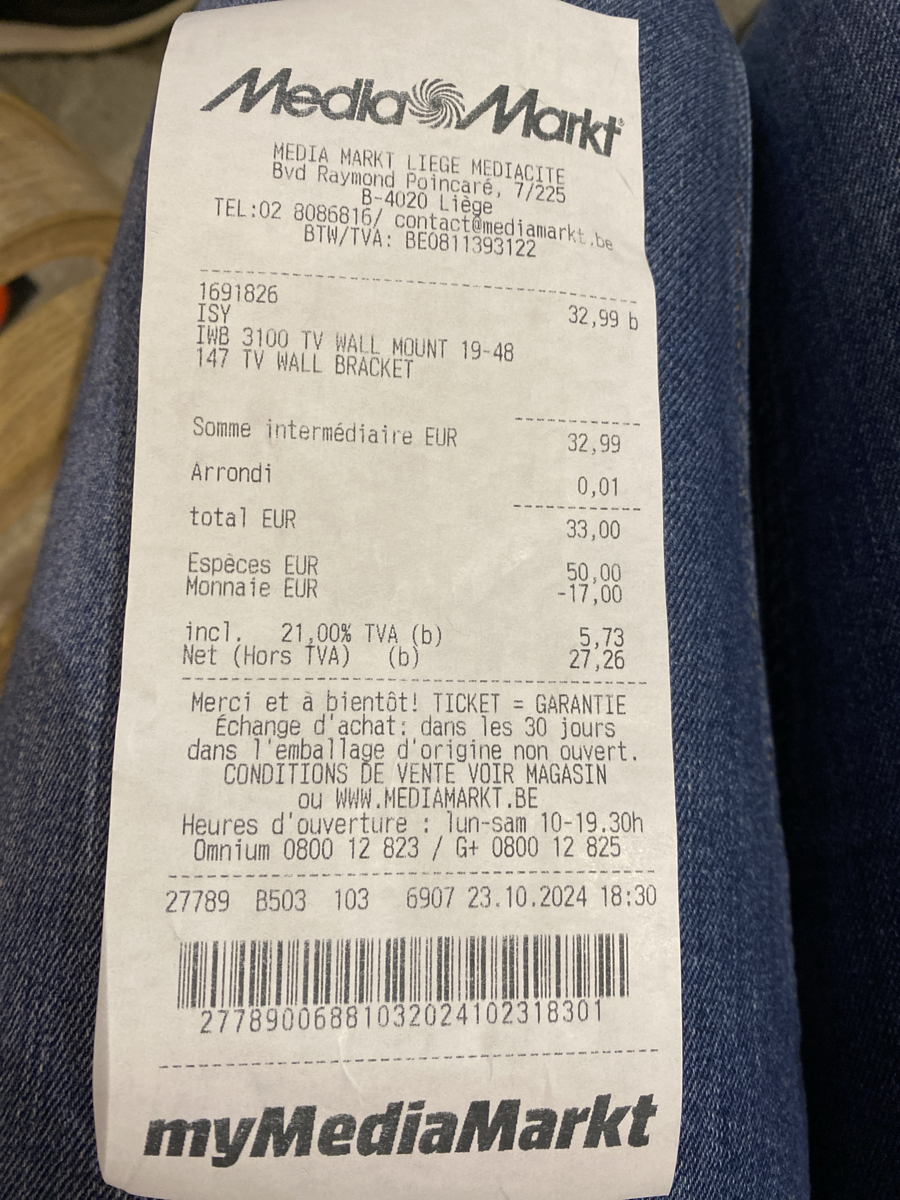 Media Markt
MEDIA MARKT LIEGE MEDIACITE
Bvd Raymond Poincaré, 7/225
B-4020 Liège
TEL:02 8086816/ contact@mediamarkt.be
BTW/TVA: BE0811393122
1691826
ISY 32,99 b
IWB 3100 TV WALL MOUNT 19-48
147 TV WALL BRACKET
Somme intermédiaire EUR 32,99
Arrondi 0,01
total EUR 33,00
Espèces EUR 50,00
Monnaie EUR -17,00
incl. 21,00% TVA (b) 5,73
Net (Hors TVA) (b) 27,26
Merci et à bientôt! TICKET = GARANTIE
Échange d'achat: dans les 30 jours
dans l'emballage d'origine non ouvert.
CONDITIONS DE VENTE VOIR MAGASIN
ou WWW.MEDIAMARKT.BE
Heures d'ouverture : lun-sam 10-19.30h
Omnium 0800 12 823 / G+ 0800 12 825
27789 B503 103 6907 23.10.2024 18:30
2778900688103202410231830​1
myMediaMarkt